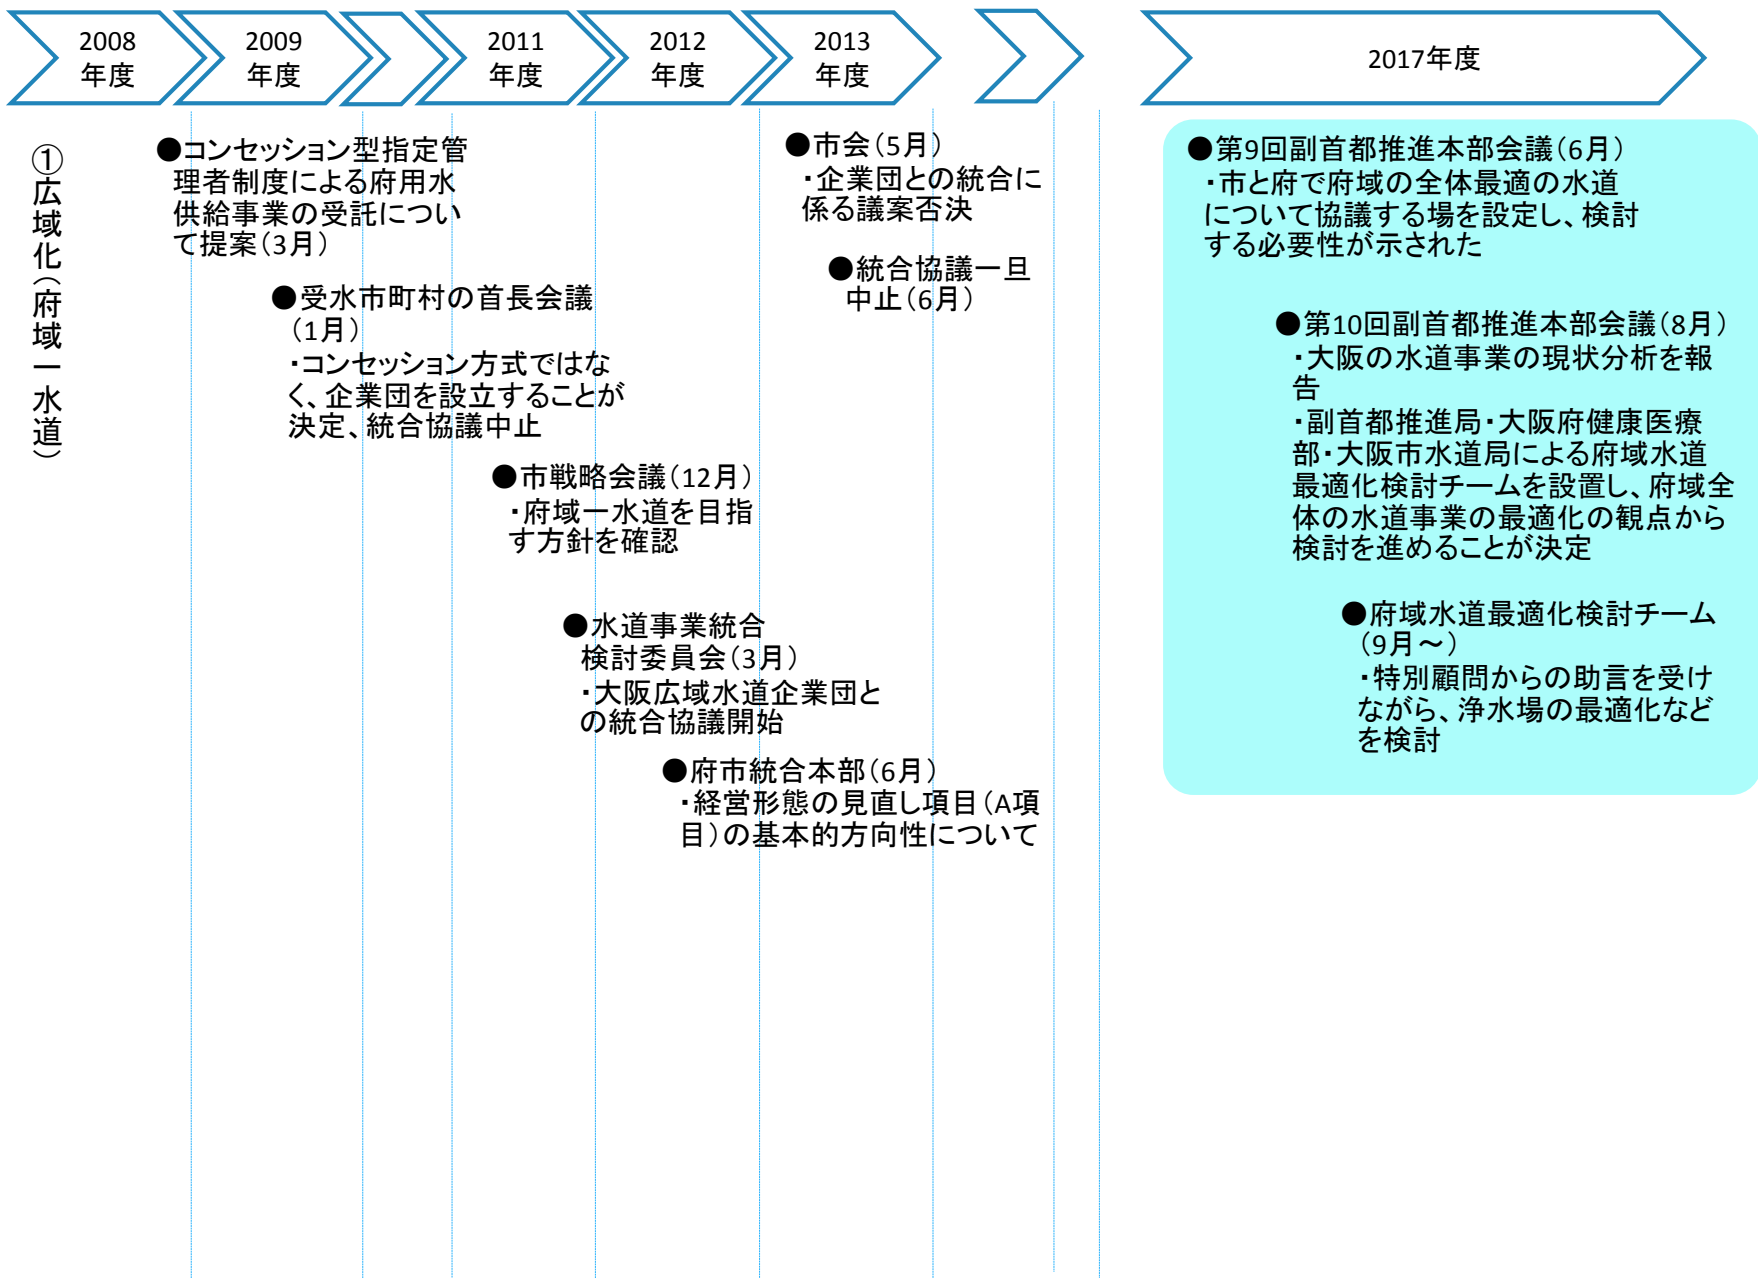 2008
年度
2009
年度
2011
年度
2012
年度
2013
年度
2017年度
①広域化（府域一水道）
●コンセッション型指定管
理者制度による府用水
供給事業の受託につい
て提案（3月）
●受水市町村の首長会議
（1月）
・コンセッション方式ではな
く、企業団を設立することが
決定、統合協議中止
●市戦略会議（12月）
・府域一水道を目指
す方針を確認
●水道事業統合
検討委員会（3月）
・大阪広域水道企業団と
の統合協議開始
●府市統合本部（6月）
・経営形態の見直し項目（A項
目）の基本的方向性について
●市会（5月）
・企業団との統合に
係る議案否決
●統合協議一旦
中止（6月）
●第9回副首都推進本部会議（6月）
・市と府で府域の全体最適の水道
について協議する場を設定し、検討
する必要性が示された
●第10回副首都推進本部会議（8月）
・大阪の水道事業の現状分析を報
告
・副首都推進局・大阪府健康医療
部・大阪市水道局による府域水道
最適化検討チームを設置し、府域全
体の水道事業の最適化の観点から
検討を進めることが決定
●府域水道最適化検討チーム
（9月～）
・特別顧問からの助言を受け
ながら、浄水場の最適化など
を検討